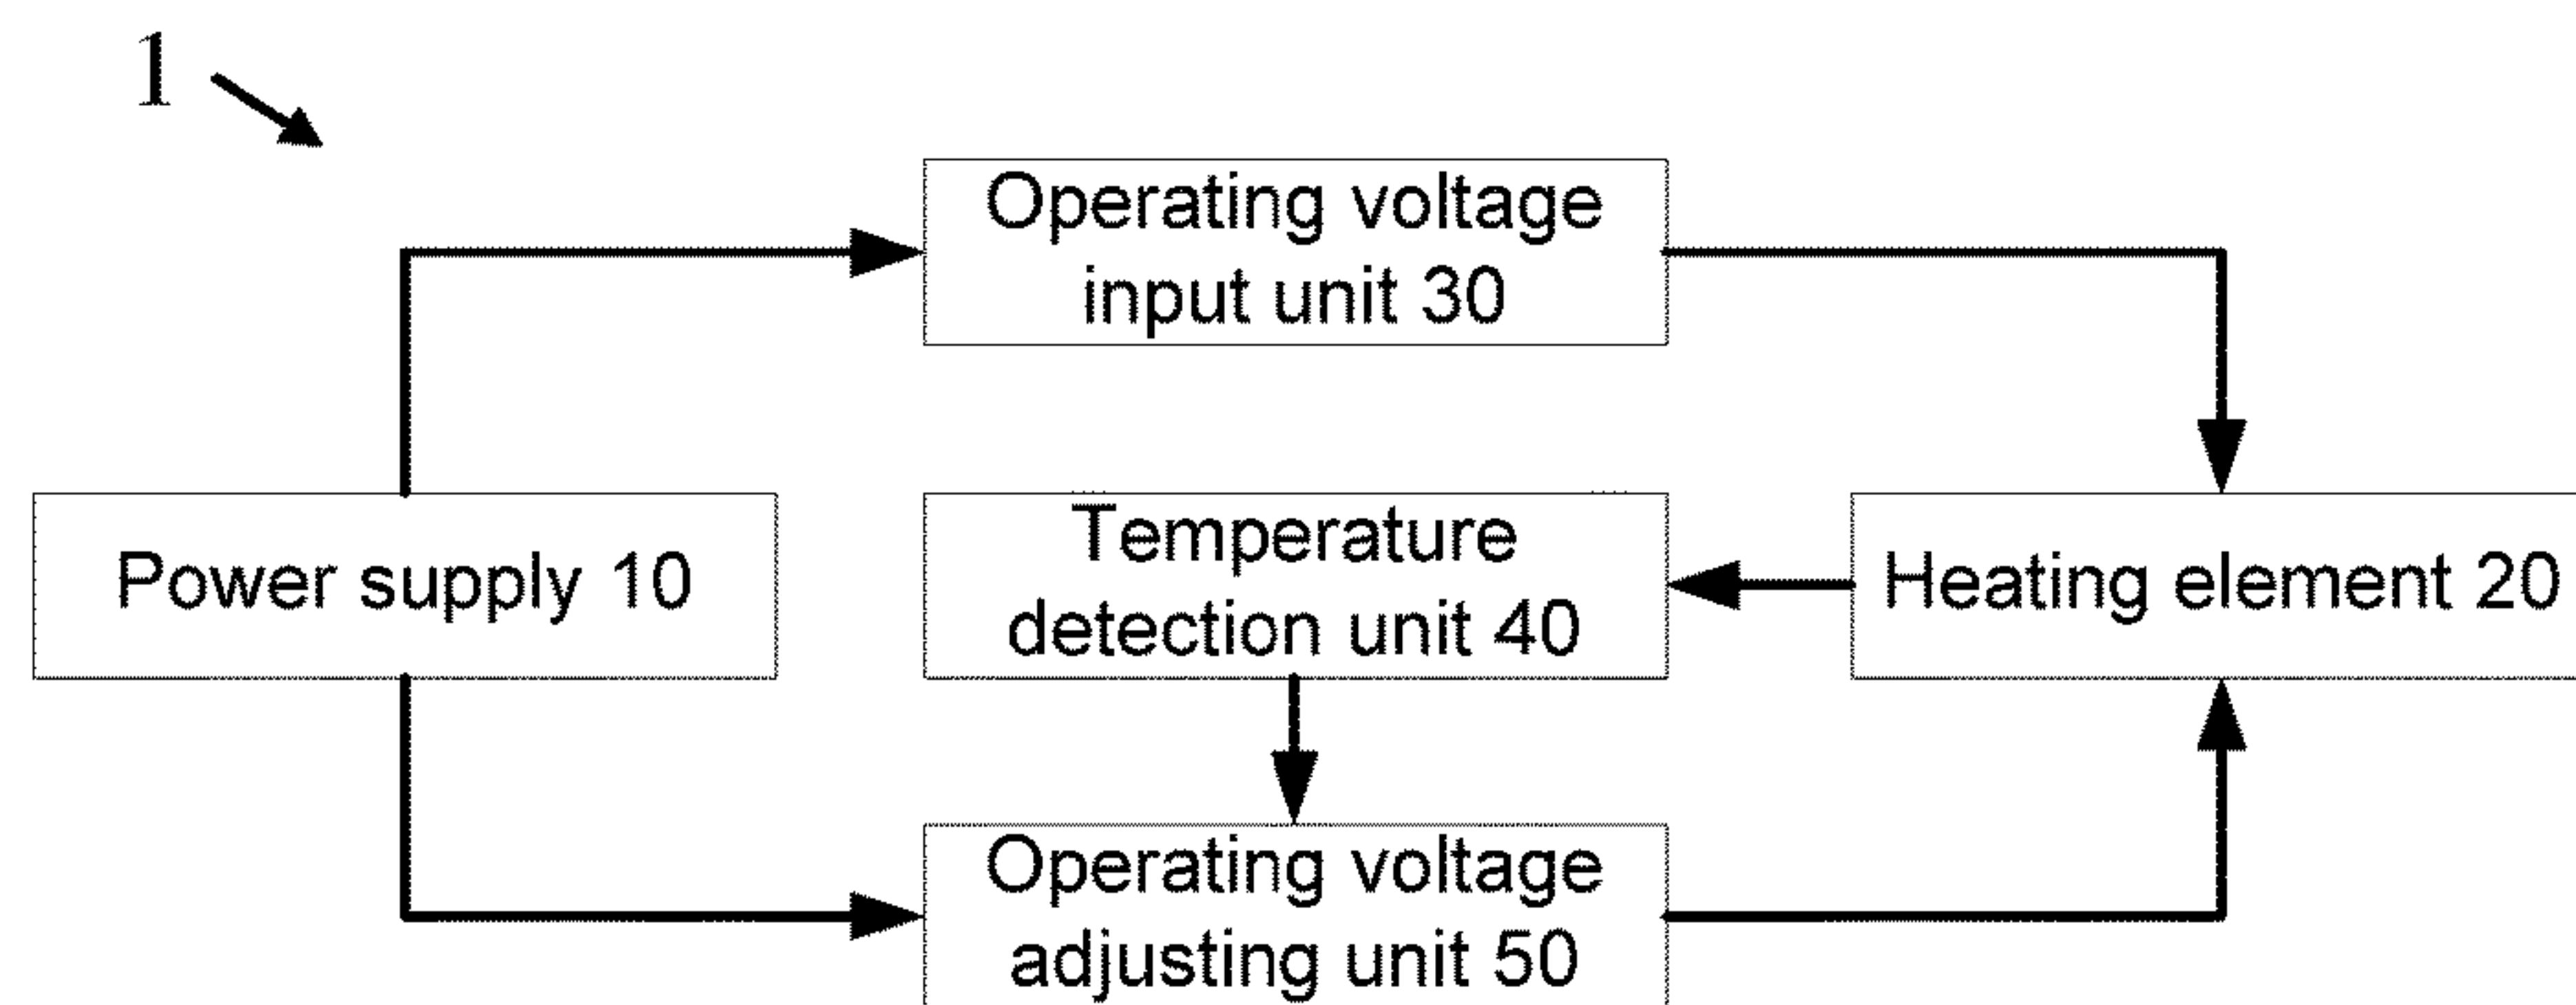 1
Operating voltage
input unit 30
Power supply 10
Temperature
detection unit 40
Heating element 20
Operating voltage
adjusting unit 50